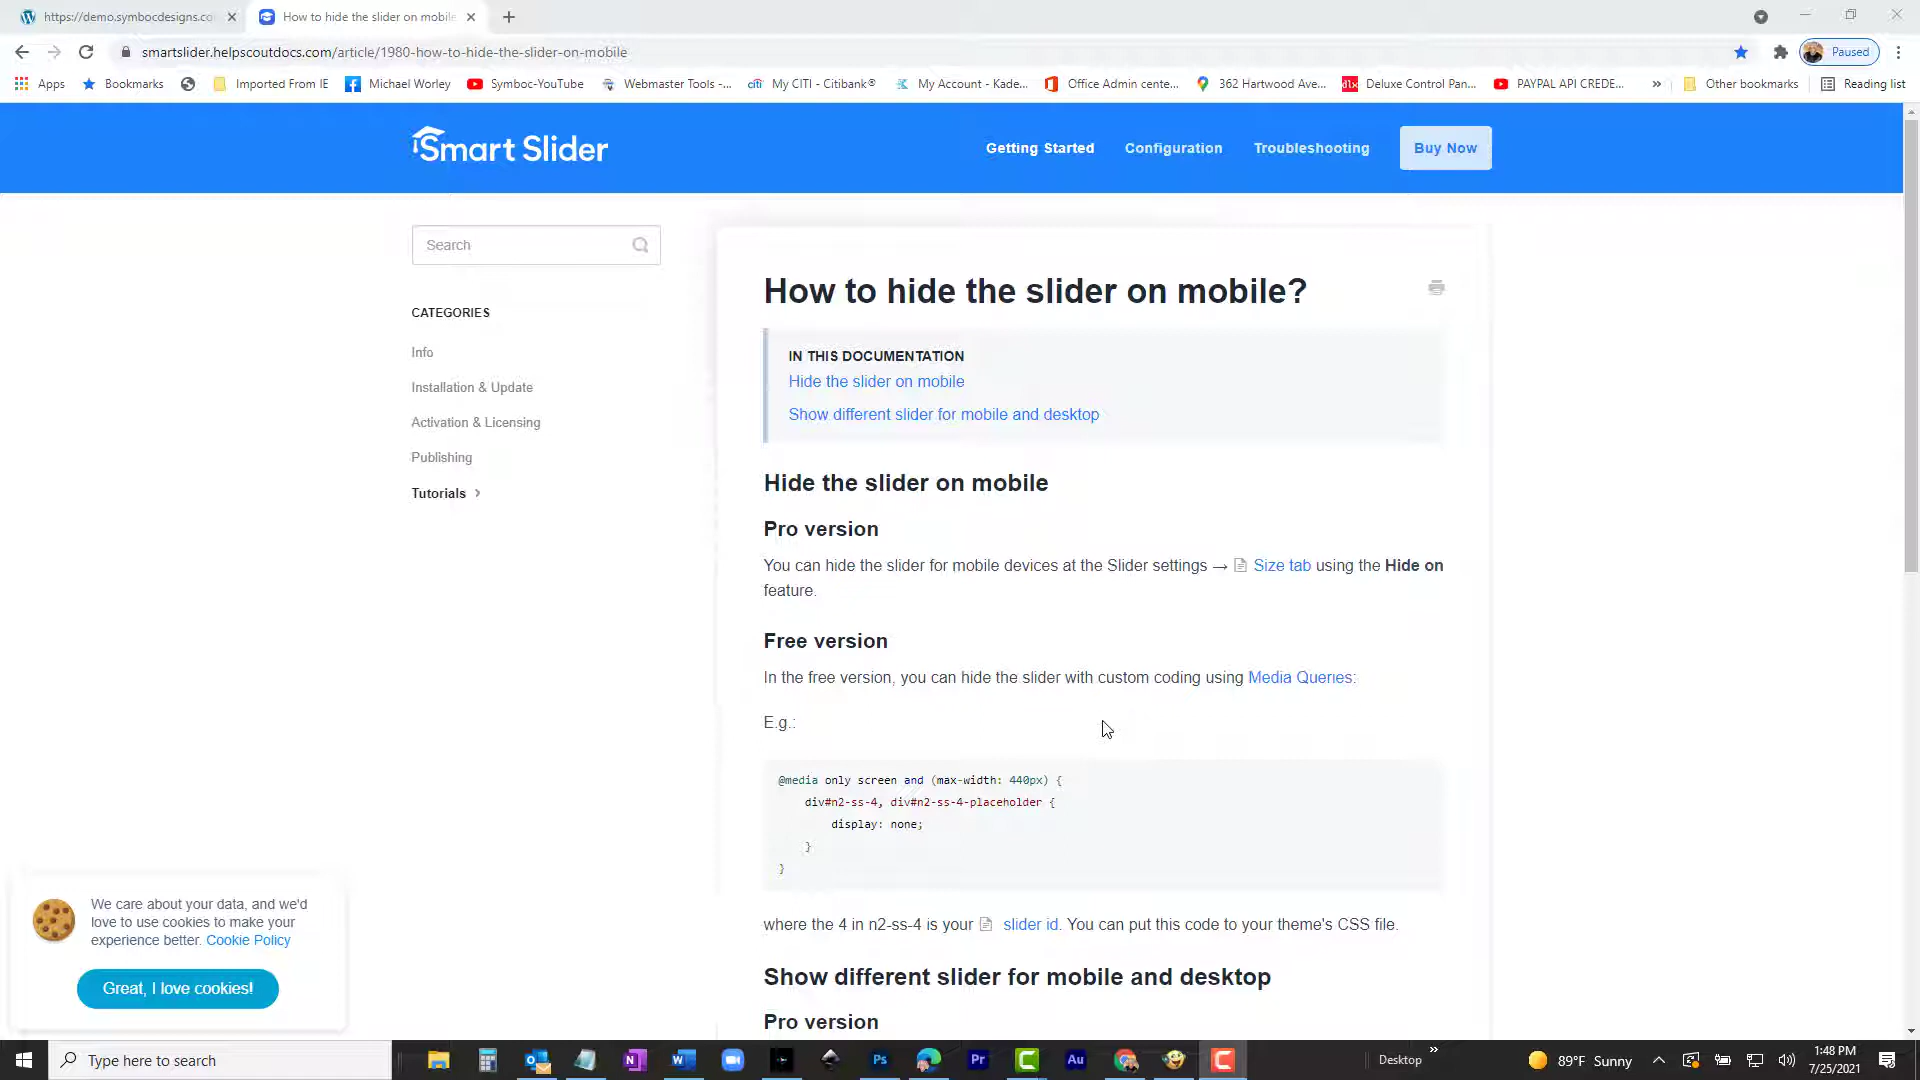 https://demo.symbocdesigns.co
How to hide the slider on mobile
smartslider.helpscoutdocs.com/article/1980-how-to-hide-the-slider-on-mobile
Paused
Apps
Bookmarks
Imported From IE
Michael Worley
Symboc-YouTube
Webmaster Tools -...
citi
My CITI - Citibank®
My Account - Kade...
Office Admin cente...
362 Hartwood Ave...
dlx
Deluxe Control Pan...
PAYPAL API CREDE...
»
Other bookmarks
Reading list
Smart Slider
Getting Started
Configuration
Troubleshooting
Buy Now
Search
CATEGORIES
Info
Installation & Update
Activation & Licensing
Publishing
Tutorials
How to hide the slider on mobile?
IN THIS DOCUMENTATION
Hide the slider on mobile
Show different slider for mobile and desktop
Hide the slider on mobile
Pro version
You can hide the slider for mobile devices at the Slider settings → Size tab using the Hide on
feature.
Free version
In the free version, you can hide the slider with custom coding using Media Queries:
E.g.:
@media only screen and (max-width: 440px) {
div#n2-ss-4, div#n2-ss-4-placeholder {
display: none;
}
}
where the 4 in n2-ss-4 is your slider id. You can put this code to your theme's CSS file.
Show different slider for mobile and desktop
Pro version
We care about your data, and we'd
love to use cookies to make your
experience better. Cookie Policy
Great, I love cookies!
Type here to search
Ps
Pr
Au
Desktop
»
89°F Sunny
1:48 PM
7/25/2021